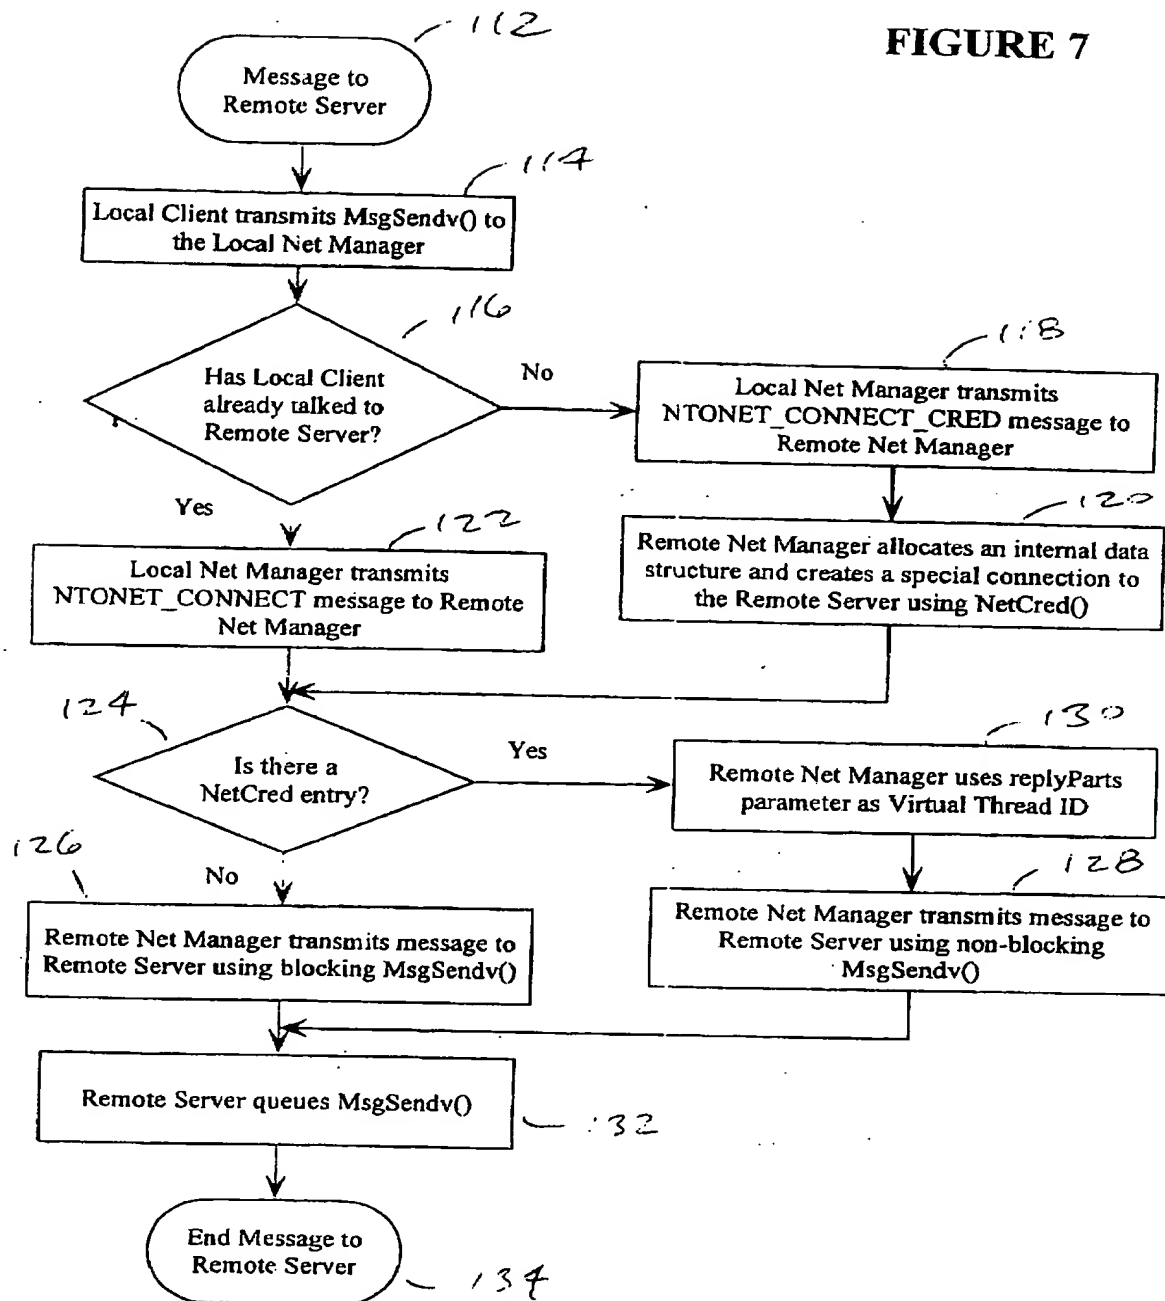 FIGURE 7
112
Message to
Remote Server
114
Local Client transmits MsgSendv() to
the Local Net Manager
116
Has Local Client
already talked to
Remote Server?
No
118
Local Net Manager transmits
NTONET_CONNECT_CRED message to
Remote Net Manager
Yes
120
Remote Net Manager allocates an internal data
structure and creates a special connection to
the Remote Server using NetCred()
122
Local Net Manager transmits
NTONET_CONNECT message to Remote
Net Manager
124
Is there a
NetCred entry?
Yes
130
Remote Net Manager uses replyParts
parameter as Virtual Thread ID
126
No
128
Remote Net Manager transmits message to
Remote Server using blocking MsgSendv()
Remote Net Manager transmits message to
Remote Server using non-blocking
MsgSendv()
Remote Server queues MsgSendv()
132
End Message to
Remote Server
134